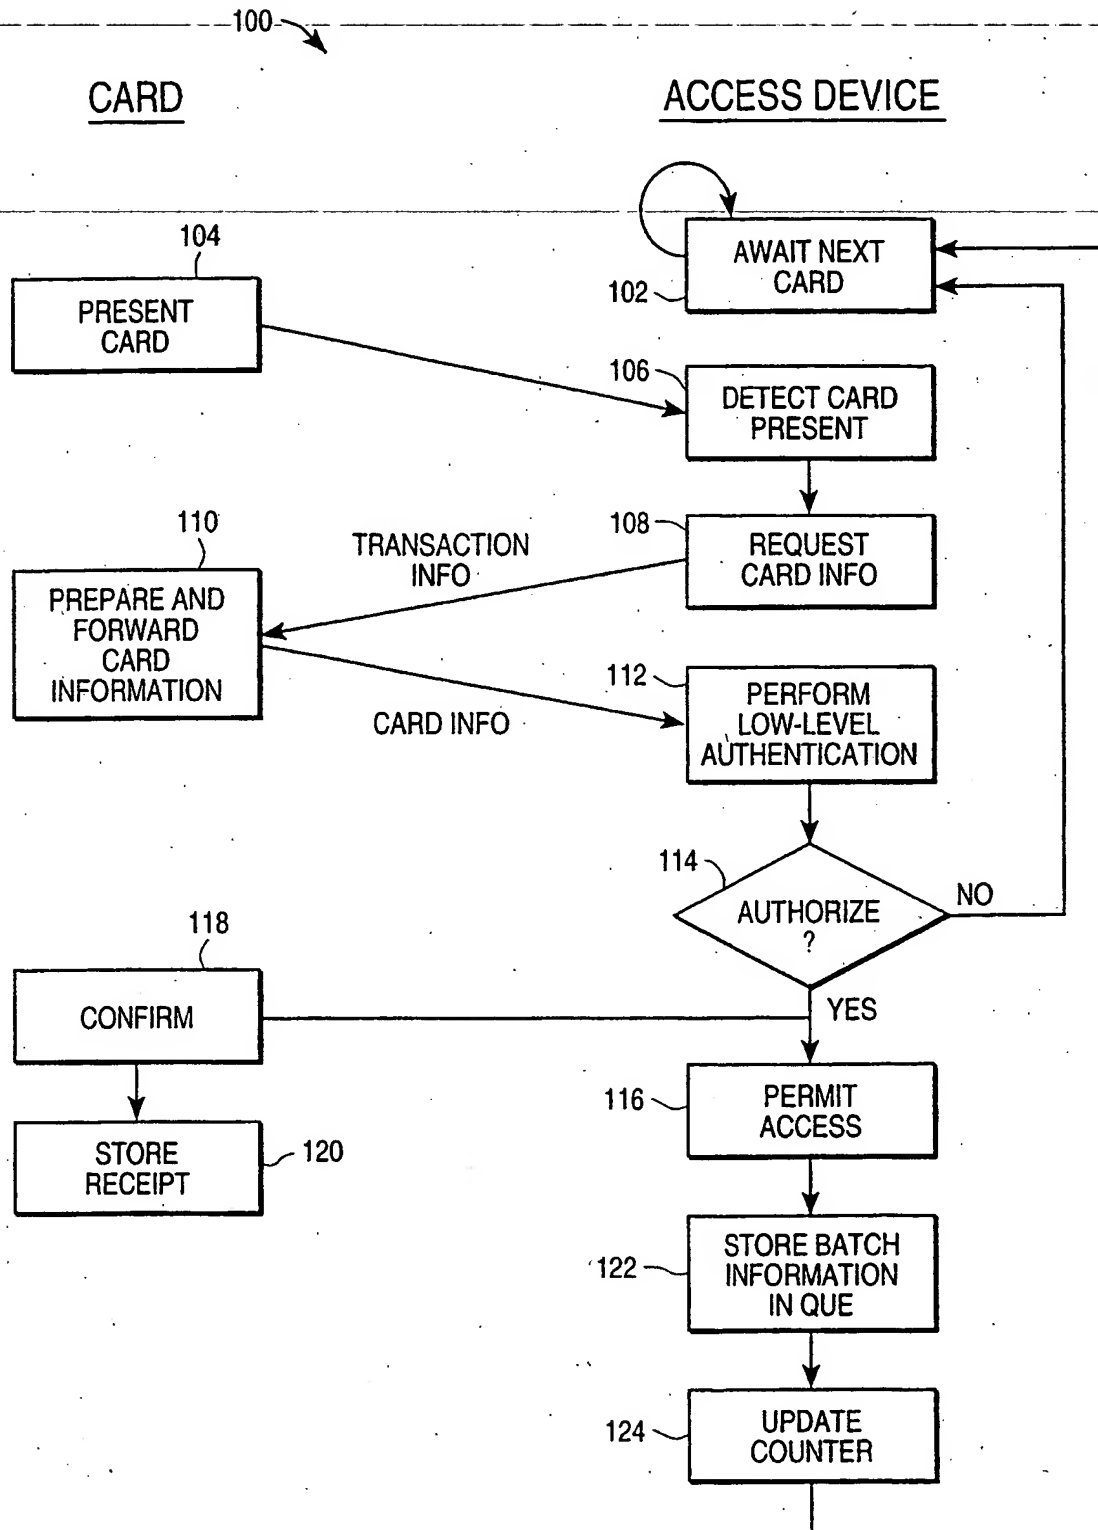 100
CARD
ACCESS DEVICE
AWAIT NEXT
CARD
102
104
PRESENT
CARD
106
DETECT CARD
PRESENT
108
REQUEST
CARD INFO
TRANSACTION
INFO
110
PREPARE AND
FORWARD
CARD
INFORMATION
CARD INFO
112
PERFORM
LOW-LEVEL
AUTHENTICATION
114
AUTHORIZE
?
NO
YES
118
CONFIRM
116
PERMIT
ACCESS
STORE
RECEIPT
120
122
STORE BATCH
INFORMATION
IN QUE
124
UPDATE
COUNTER